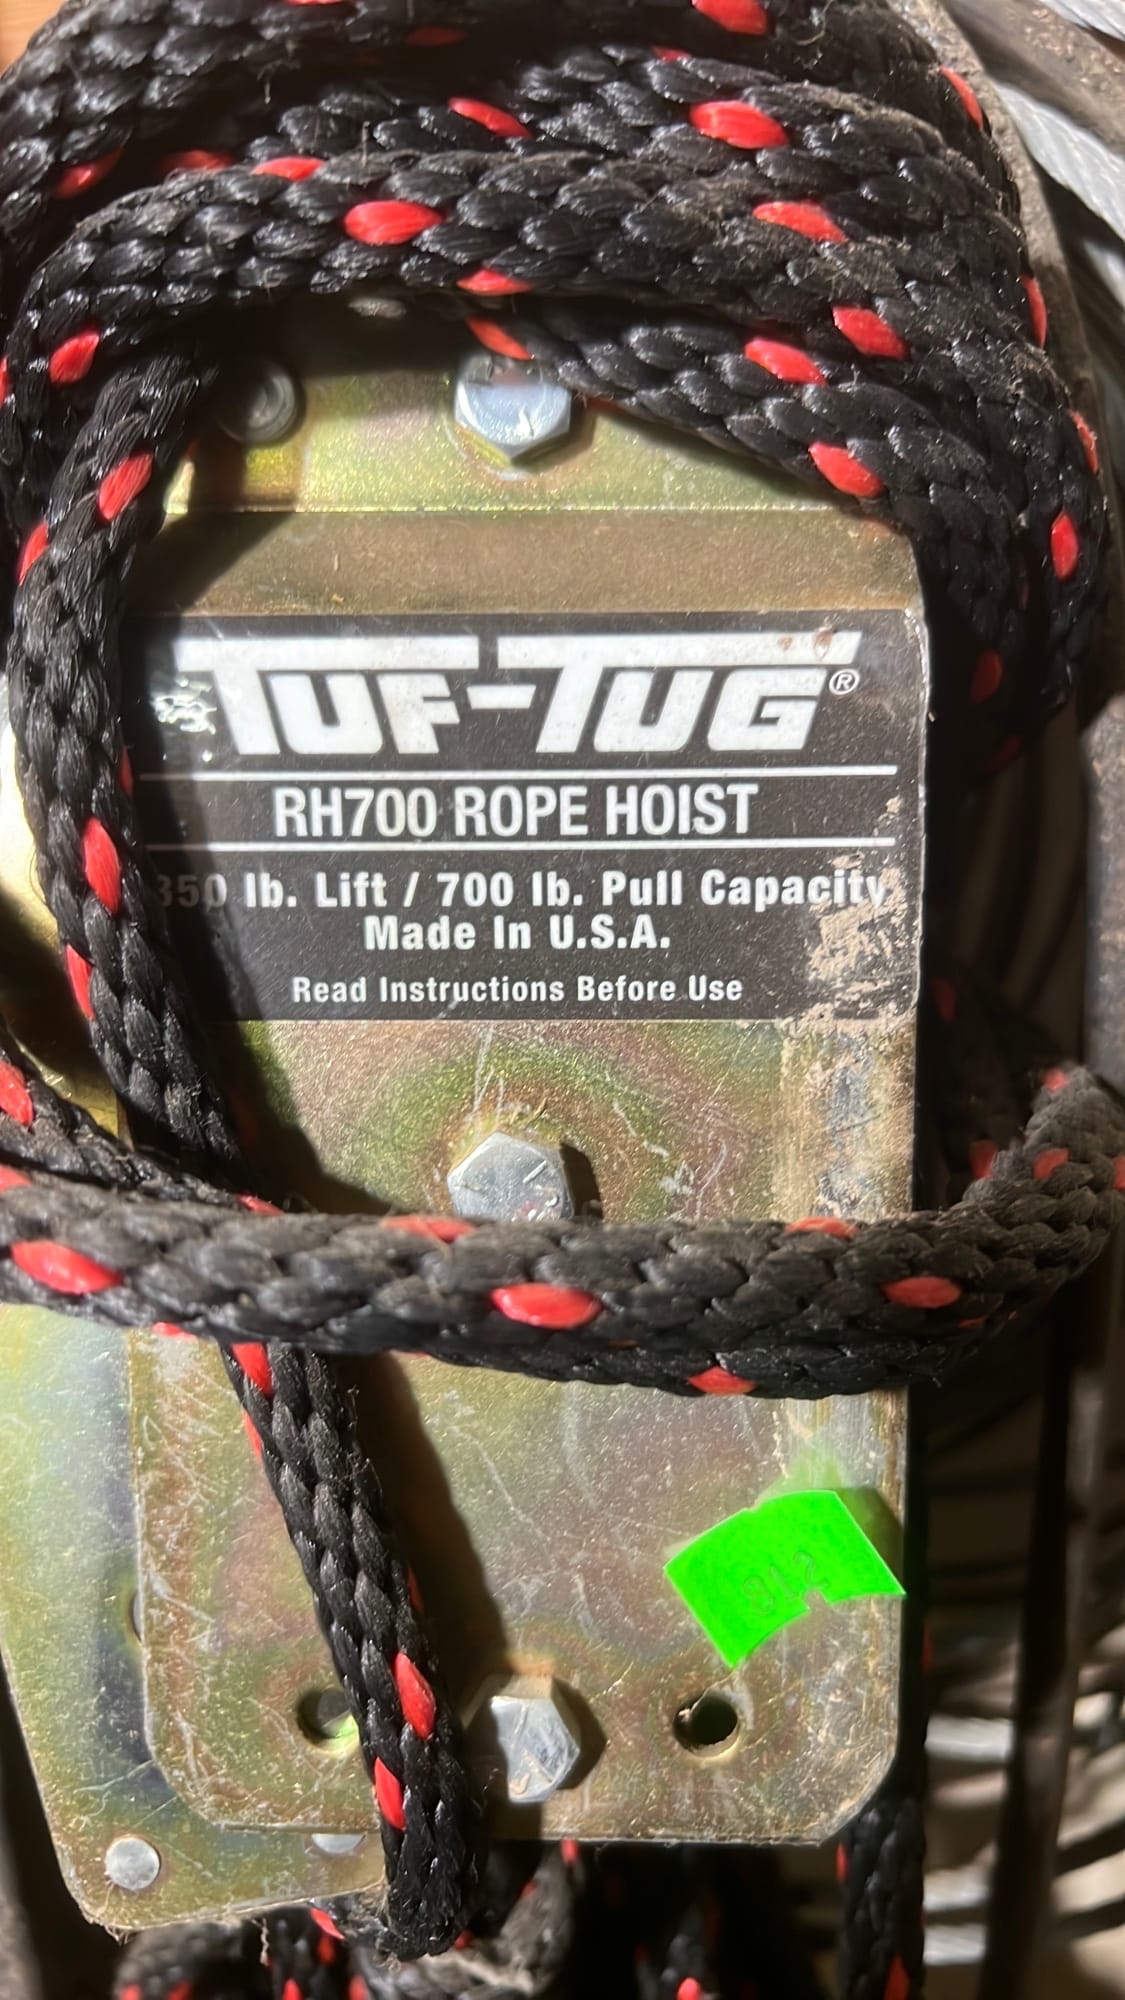 TUF-TUG®
RH700 ROPE HOIST
350 lb. Lift / 700 lb. Pull Capacity
Made In U.S.A.
Read Instructions Before Use